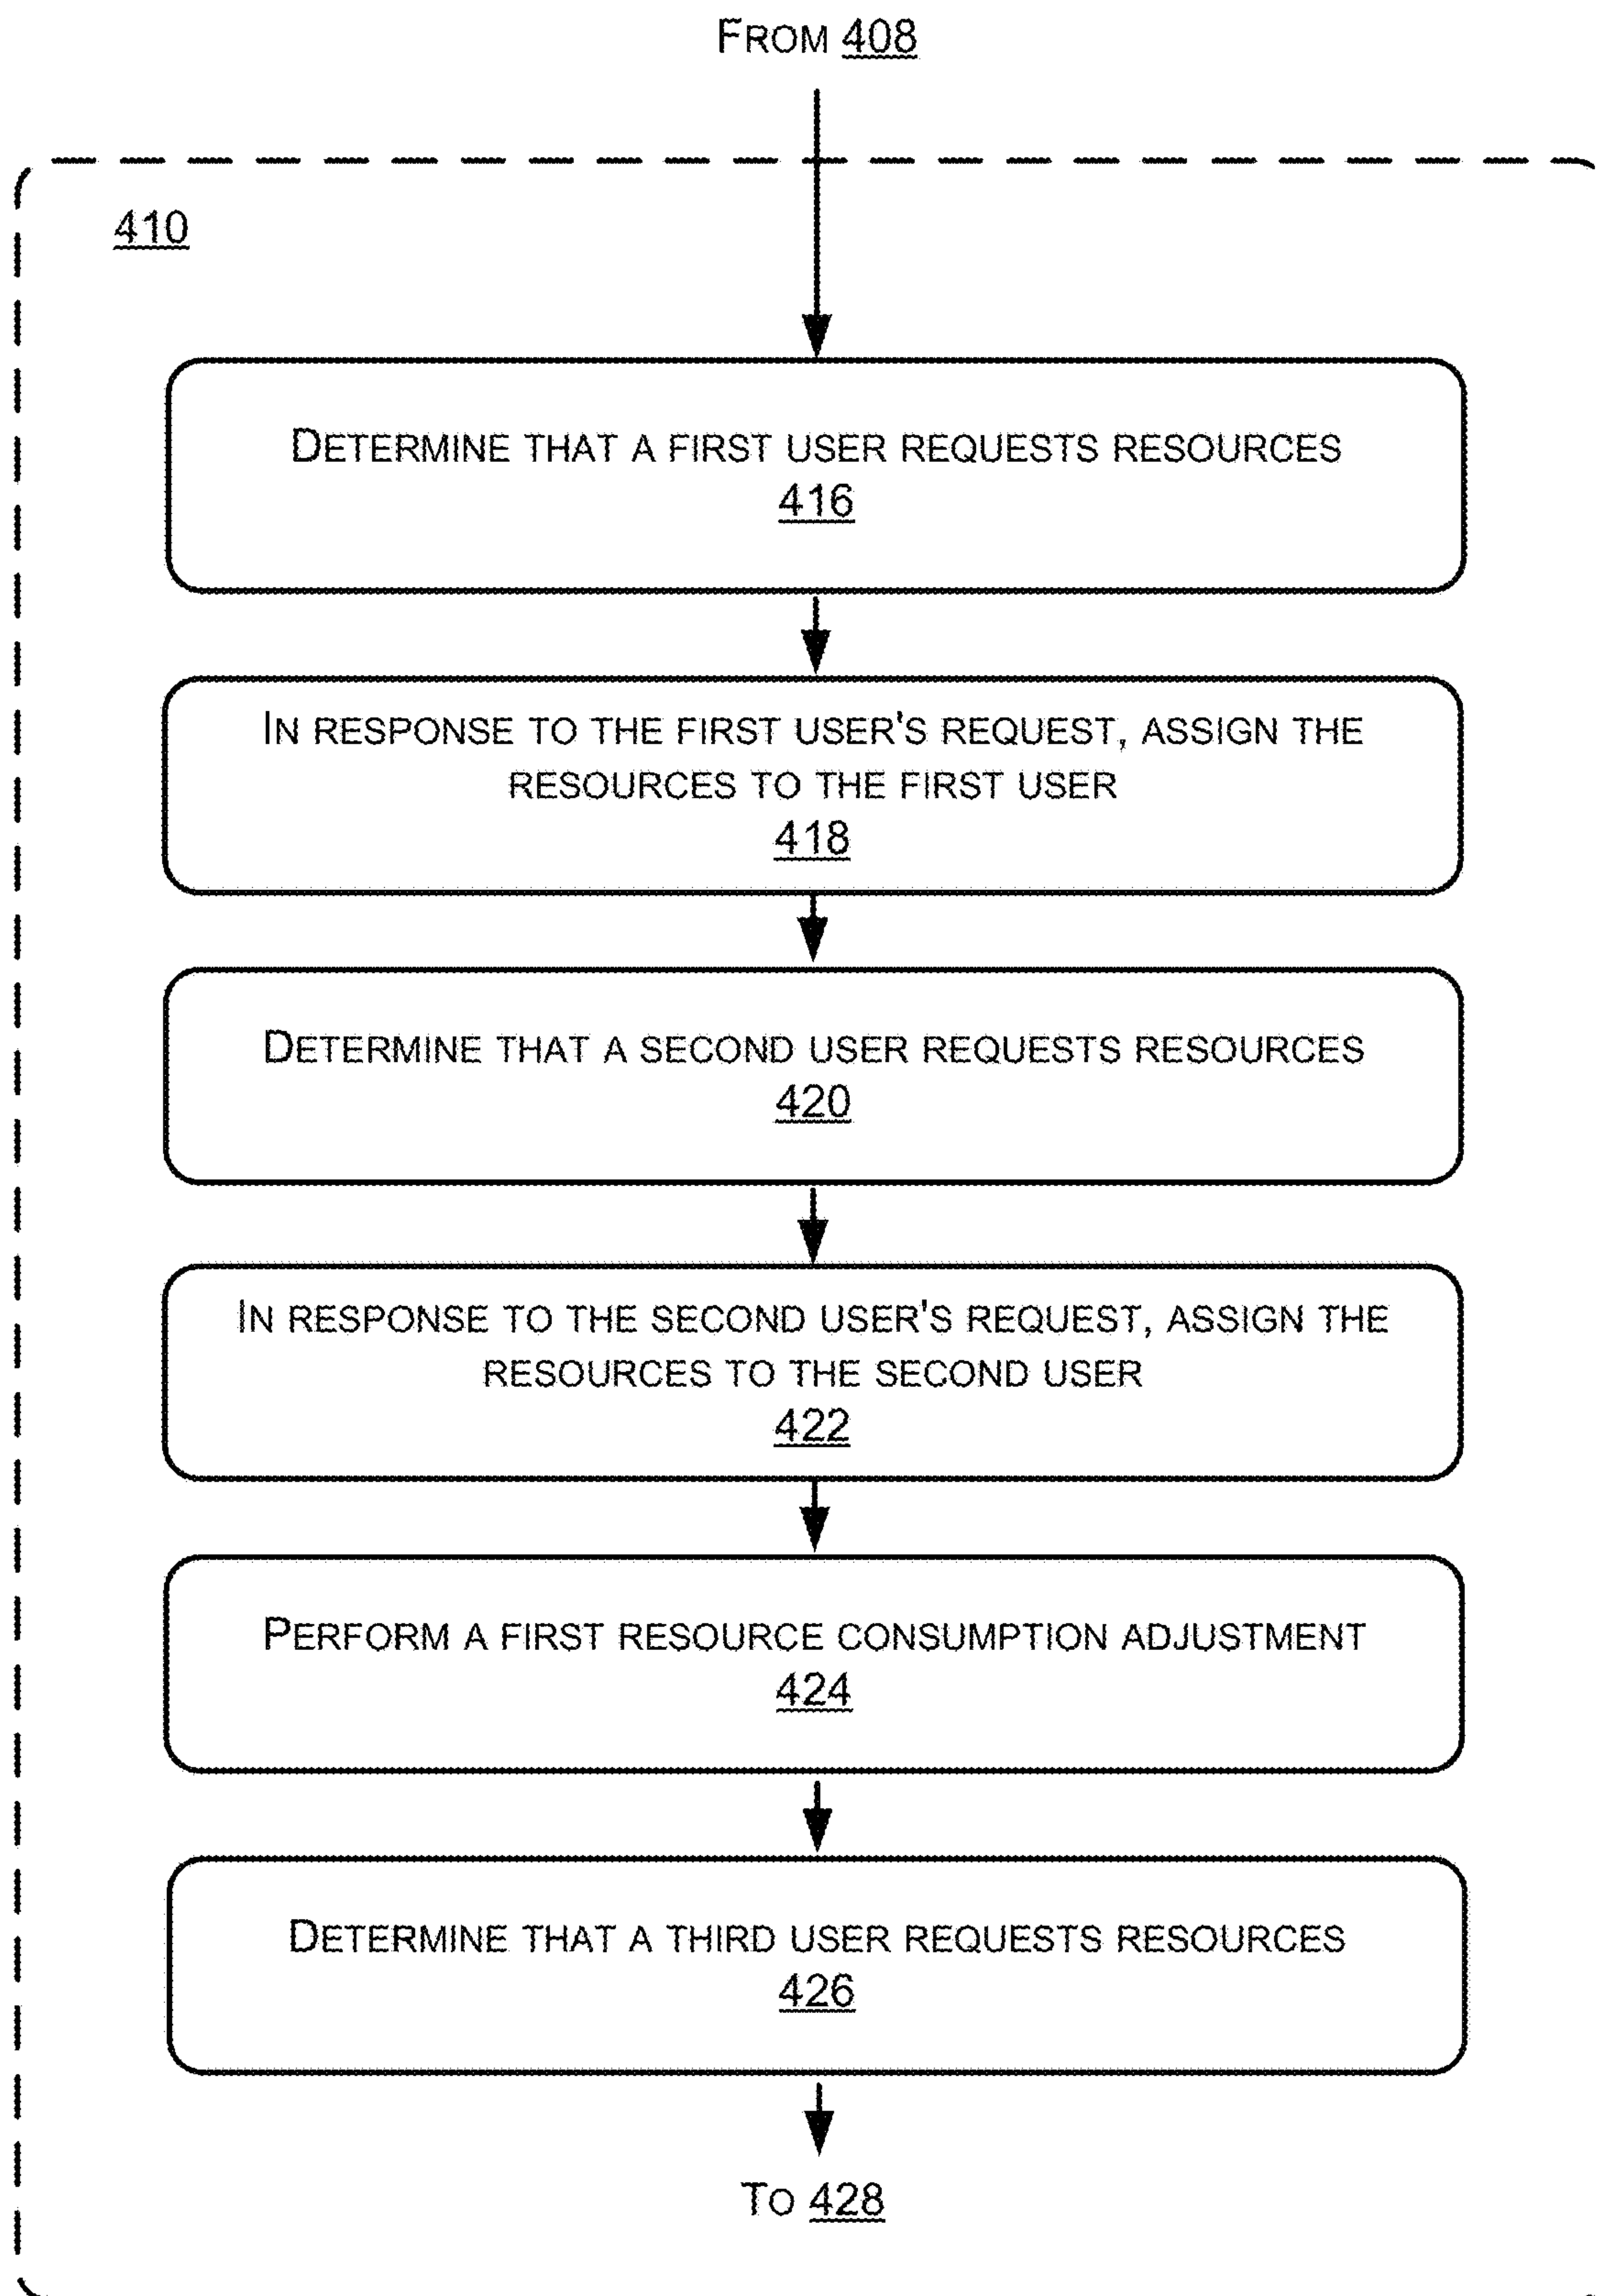 FROM 408
410
DETERMINE THAT A FIRST USER REQUESTS RESOURCES
416
IN RESPONSE TO THE FIRST USER'S REQUEST, ASSIGN THE
RESOURCES TO THE FIRST USER
418
DETERMINE THAT A SECOND USER REQUESTS RESOURCES
420
IN RESPONSE TO THE SECOND USER'S REQUEST, ASSIGN THE
RESOURCES TO THE SECOND USER
422
PERFORM A FIRST RESOURCE CONSUMPTION ADJUSTMENT
424
DETERMINE THAT A THIRD USER REQUESTS RESOURCES
426
TO 428